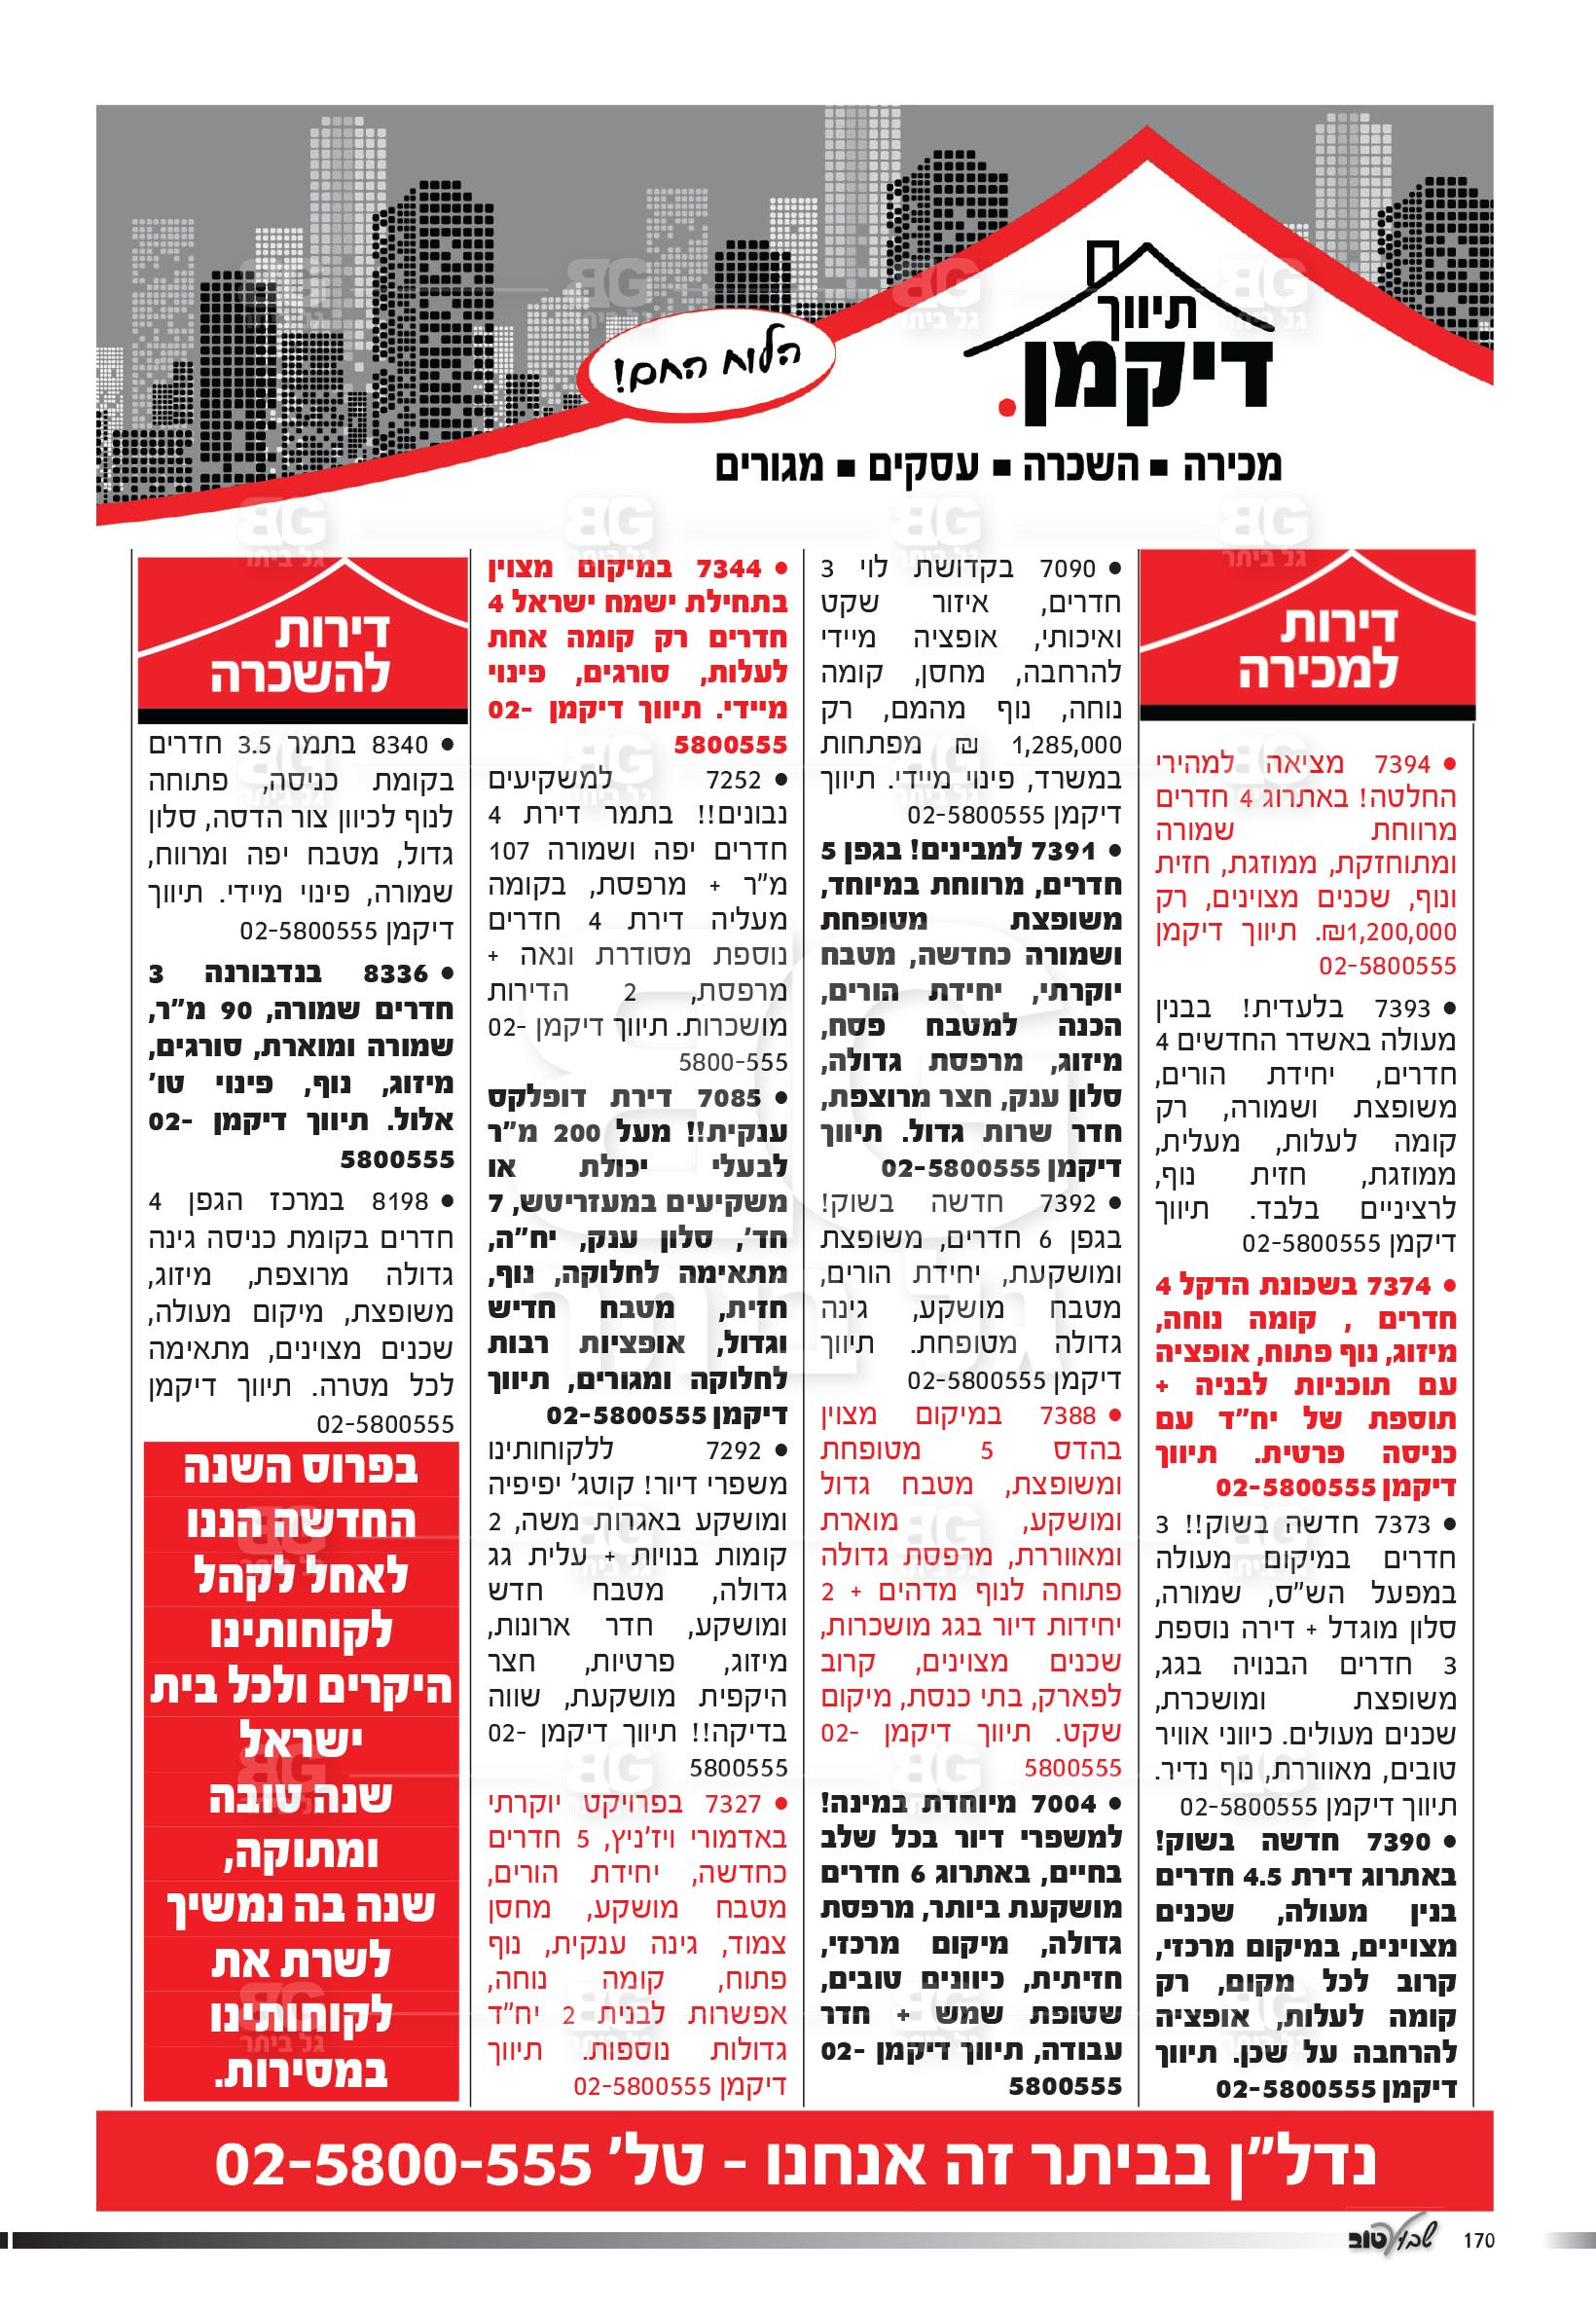 תיווך
דיקמן.
הלוח החם!
מכירה ▪ השכרה ▪ עסקים ▪ מגורים
דירות
למכירה
• 7394 מציאה למהירי
החלטה! באתרוג 4 חדרים
מרווחת שמורה
ומתוחזקת, ממוזגת, חזית
ונוף, שכנים מצוינים, רק
1,200,000₪. תיווך דיקמן
02-5800555
• 7393 בלעדית! בבנין
מעולה באשדר החדשים 4
חדרים, יחידת הורים,
משופצת ושמורה, רק
קומה לעלות, מעלית,
ממוזגת, חזית נוף,
לרציניים בלבד. תיווך
דיקמן 02-5800555
• 7374 בשכונת הדקל 4
חדרים , קומה נוחה,
מיזוג, נוף פתוח, אופציה
עם תוכניות לבניה +
תוספת של יח"ד עם
כניסה פרטית. תיווך
דיקמן 02-5800555
• 7373 חדשה בשוק!! 3
חדרים במיקום מעולה
במפעל הש"ס, שמורה,
סלון מוגדל + דירה נוספת
3 חדרים הבנויה בגג,
משופצת ומושכרת,
שכנים מעולים. כיווני אוויר
טובים, מאווררת, נוף נדיר.
תיווך דיקמן 02-5800555
• 7390 חדשה בשוק!
באתרוג דירת 4.5 חדרים
בנין מעולה, שכנים
מצוינים, במיקום מרכזי,
קרוב לכל מקום, רק
קומה לעלות, אופציה
להרחבה על שכן. תיווך
דיקמן 02-5800555
• 7090 בקדושת לוי 3
חדרים, איזור שקט
ואיכותי, אופציה מיידי
להרחבה, מחסן, קומה
נוחה, נוף מהמם, רק
1,285,000 ₪ מפתחות
במשרד, פינוי מיידי. תיווך
דיקמן 02-5800555
• 7391 למבינים! בגפן 5
חדרים, מרווחת במיוחד,
משופצת מטופחת
ושמורה כחדשה, מטבח
יוקרתי, יחידת הורים,
הכנה למטבח פסח,
מיזוג, מרפסת גדולה,
סלון ענק, חצר מרוצפת,
חדר שרות גדול. תיווך
דיקמן 02-5800555
• 7392 חדשה בשוק!
בגפן 6 חדרים, משופצת
ומושקעת, יחידת הורים,
מטבח מושקע, גינה
גדולה מטופחת. תיווך
דיקמן 02-5800555
• 7388 במיקום מצוין
בהדס 5 מטופחת
ומשופצת, מטבח גדול
ומושקע, מוארת
ומאווררת, מרפסת גדולה
פתוחה לנוף מדהים + 2
יחידות דיור בגג מושכרות,
שכנים מצוינים, קרוב
לפארק, בתי כנסת, מיקום
שקט. תיווך דיקמן 02-
5800555
• 7004 מיוחדת במינה!
למשפרי דיור בכל שלב
בחיים, באתרוג 6 חדרים
מושקעת ביותר, מרפסת
גדולה, מיקום מרכזי,
חזיתית, כיוונים טובים,
שטופת שמש + חדר
עבודה, תיווך דיקמן 02-
5800555
• 7344 במיקום מצוין
בתחילת ישמח ישראל 4
חדרים רק קומה אחת
לעלות, סורגים, פינוי
מיידי. תיווך דיקמן 02-
5800555
• 7252 למשקיעים
נבונים!! בתמר דירת 4
חדרים יפה ושמורה 107
מ"ר + מרפסת, בקומה
מעליה דירת 4 חדרים
נוספת מסודרת ונאה +
מרפסת, 2 הדירות
מושכרות. תיווך דיקמן 02-
5800-555
• 7085 דירת דופלקס
ענקית!! מעל 200 מ"ר
לבעלי יכולת או
משקיעים במעזריטש, 7
חד', סלון ענק, יח"ה,
מתאימה לחלוקה, נוף,
חזית, מטבח חדיש
וגדול, אופציות רבות
לחלוקה ומגורים, תיווך
דיקמן 02-5800555
• 7292 ללקוחותינו
משפרי דיור! קוטג' יפיפיה
ומושקע באגרות משה, 2
קומות בנויות + עלית גג
גדולה, מטבח חדש
ומושקע, חדר ארונות,
מיזוג, פרטיות, חצר
היקפית מושקעת, שווה
בדיקה!! תיווך דיקמן 02-
5800555
• 7327 בפרויקט יוקרתי
באדמורי ויז'ניץ, 5 חדרים
כחדשה, יחידת הורים,
מטבח מושקע, מחסן
צמוד, גינה ענקית, נוף
פתוח, קומה נוחה,
אפשרות לבנית 2 יח"ד
גדולות נוספות. תיווך
דיקמן 02-5800555
דירות
להשכרה
• 8340 בתמר 3.5 חדרים
בקומת כניסה, פתוחה
לנוף לכיוון צור הדסה, סלון
גדול, מטבח יפה ומרווח,
שמורה, פינוי מיידי. תיווך
דיקמן 02-5800555
• 8336 בנדבורנה 3
חדרים שמורה, 90 מ"ר,
שמורה ומוארת, סורגים,
מיזוג, נוף, פינוי טו'
אלול. תיווך דיקמן 02-
5800555
• 8198 במרכז הגפן 4
חדרים בקומת כניסה גינה
גדולה מרוצפת, מיזוג,
משופצת, מיקום מעולה,
שכנים מצוינים, מתאימה
לכל מטרה. תיווך דיקמן
02-5800555
בפרוס השנה
החדשה הננו
לאחל לקהל
לקוחותינו
היקרים ולכל בית
ישראל
שנה טובה
ומתוקה,
שנה בה נמשיך
לשרת את
לקוחותינו
במסירות.
נדל"ן בביתר זה אנחנו - טל' 02-5800-555
170 שבוע טוב
BG
גל ביתר